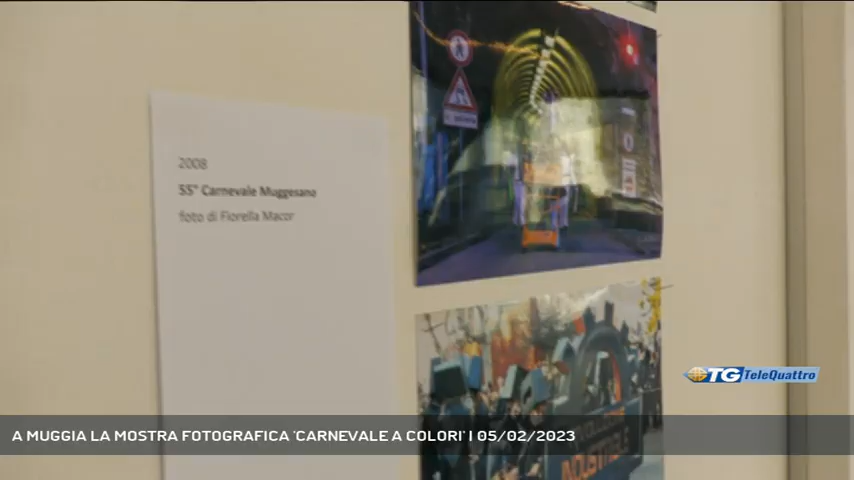 2008
55° Carnevale Muggesano
foto di Fiorella Macor
INDUSTRIALE
TG TeleQuattro
A MUGGIA LA MOSTRA FOTOGRAFICA 'CARNEVALE A COLORI' | 05/02/2023